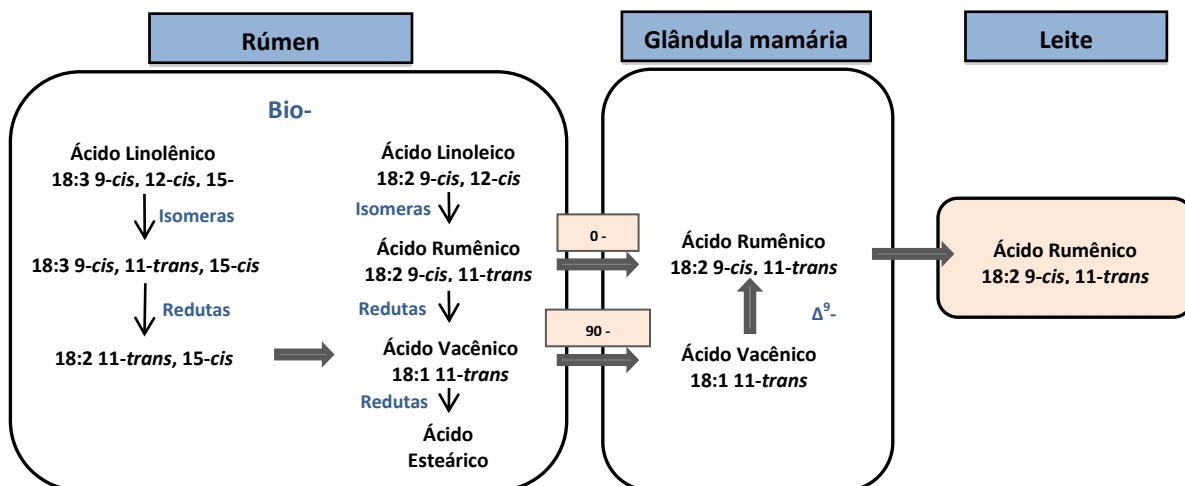 Rúmen
Glândula mamária
Leite
Bio-
Ácido Linolênico
18:3 9-cis, 12-cis, 15-
Isomeras
18:3 9-cis, 11-trans, 15-cis
Redutas
18:2 11-trans, 15-cis
Ácido Linoleico
18:2 9-cis, 12-cis
Isomeras
Ácido Rumênico
18:2 9-cis, 11-trans
Redutas
Ácido Vacênico
18:1 11-trans
Redutas
Ácido
Esteárico
0 -
90 -
Ácido Rumênico
18:2 9-cis, 11-trans
Δ⁹-
Ácido Vacênico
18:1 11-trans
Ácido Rumênico
18:2 9-cis, 11-trans